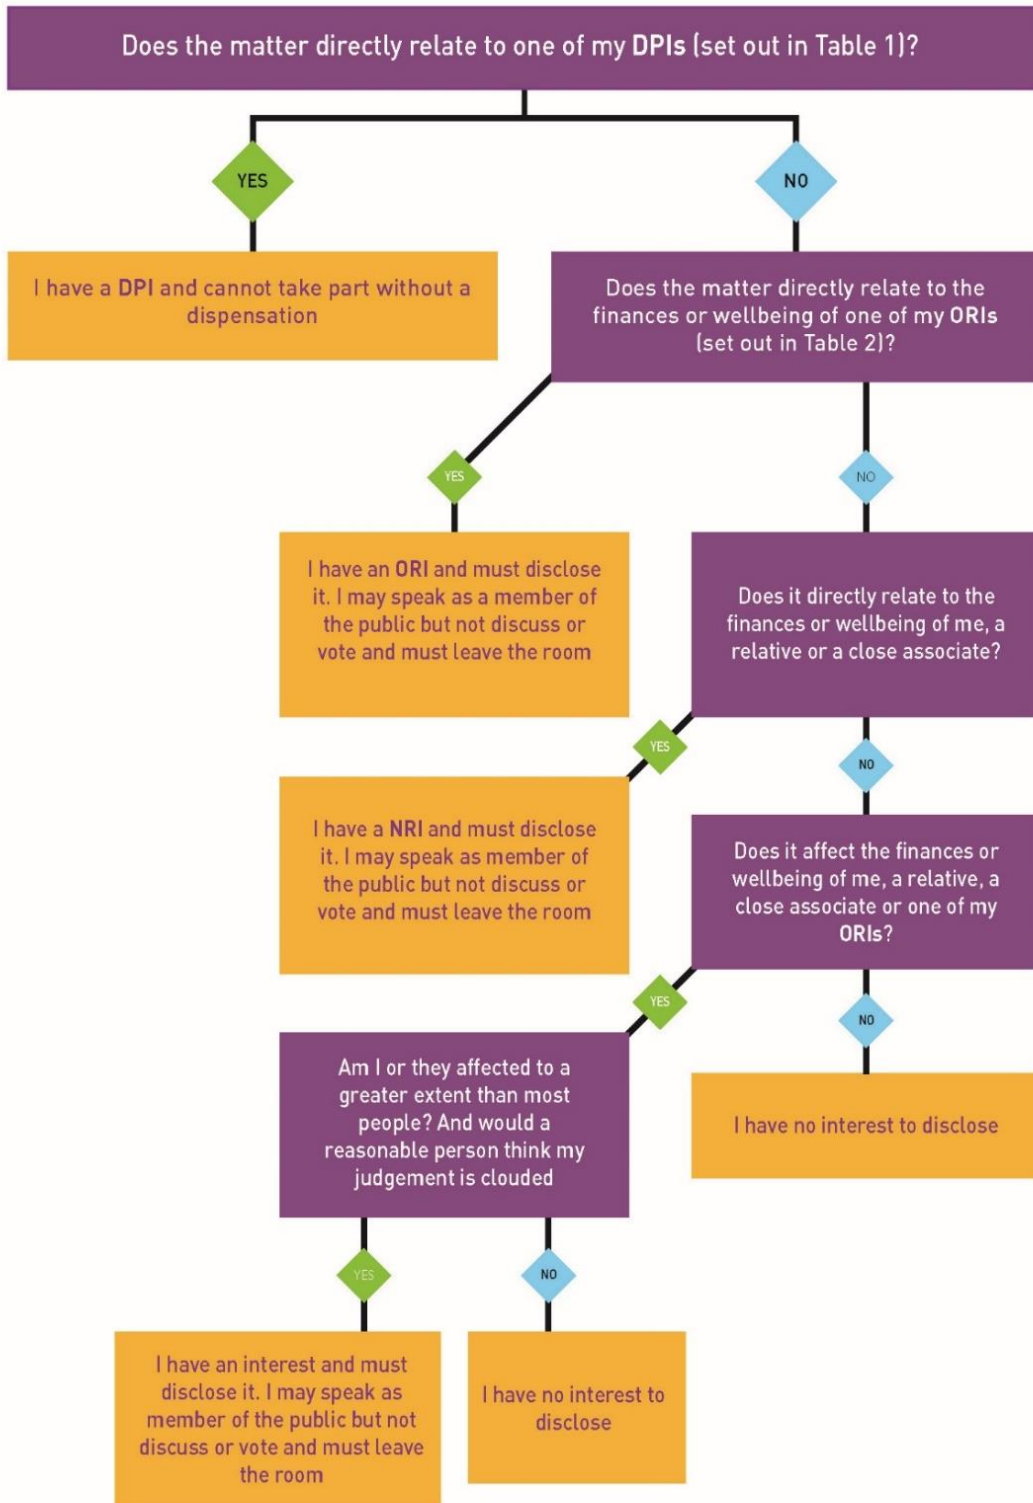 Does the matter directly relate to one of my DPIs (set out in Table 1)?
YES
NO
I have a DPI and cannot take part without a
dispensation
Does the matter directly relate to the
finances or wellbeing of one of my ORIs
(set out in Table 2)?
YES
NO
I have an ORI and must disclose
it. I may speak as a member of
the public but not discuss or
vote and must leave the room
Does it directly relate to the
finances or wellbeing of me, a
relative or a close associate?
YES
NO
I have a NRI and must disclose
it. I may speak as member of
the public but not discuss or
vote and must leave the room
Does it affect the finances or
wellbeing of me, a relative, a
close associate or one of my
ORIs?
YES
NO
Am I or they affected to a
greater extent than most
people? And would a
reasonable person think my
judgement is clouded
I have no interest to disclose
YES
NO
I have an interest and must
disclose it. I may speak as
member of the public but not
discuss or vote and must leave
the room
I have no interest to
disclose